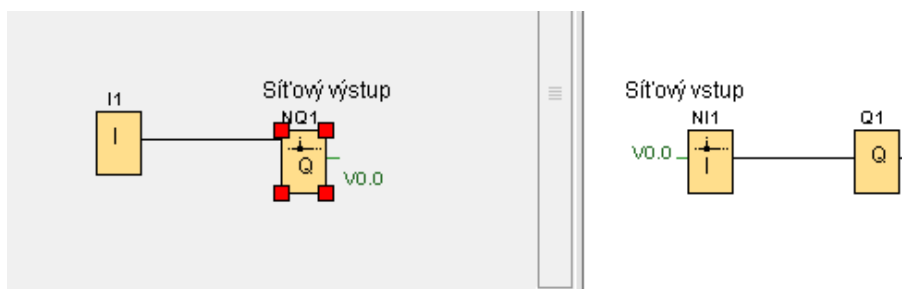 Síťový výstup
I1
NQ1
I
Q
V0.0
Síťový vstup
NI1
Q1
V0.0
I
Q